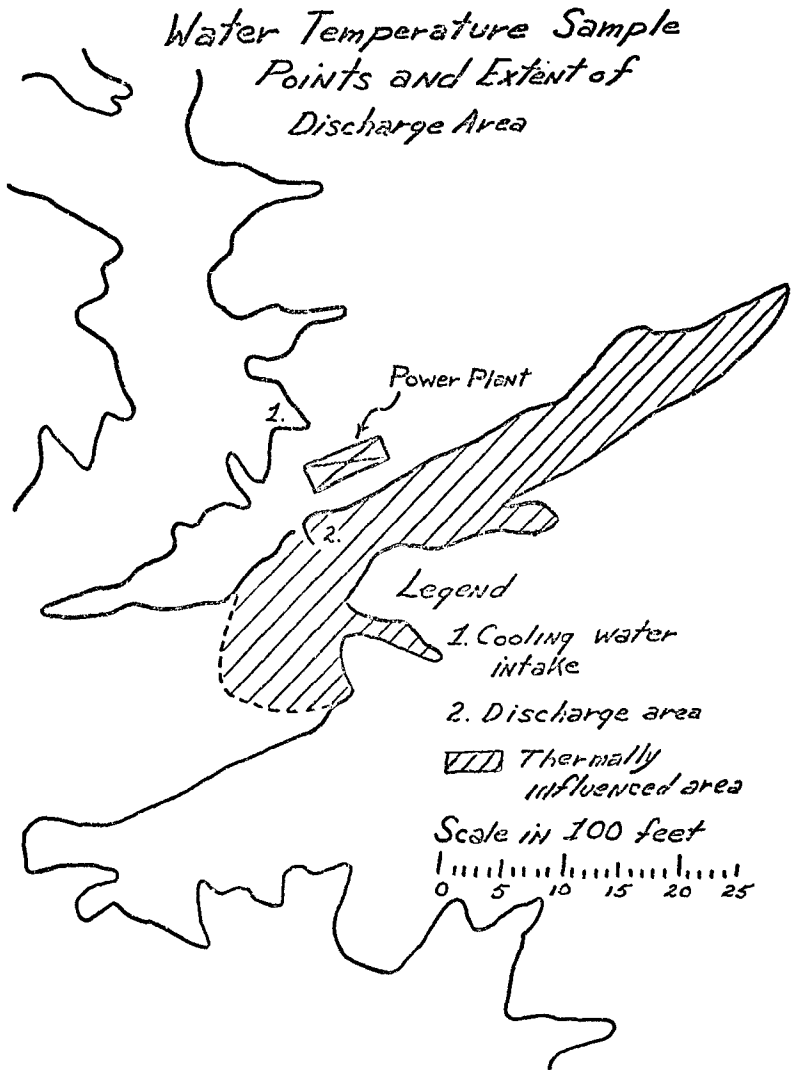 Water Temperature Sample
Points and Extent of
Discharge Area
Power Plant
1.
2.
Legend
1. Cooling water
intake
2. Discharge area
Thermally
influenced area
Scale in 100 feet
0 5 10 15 20 25